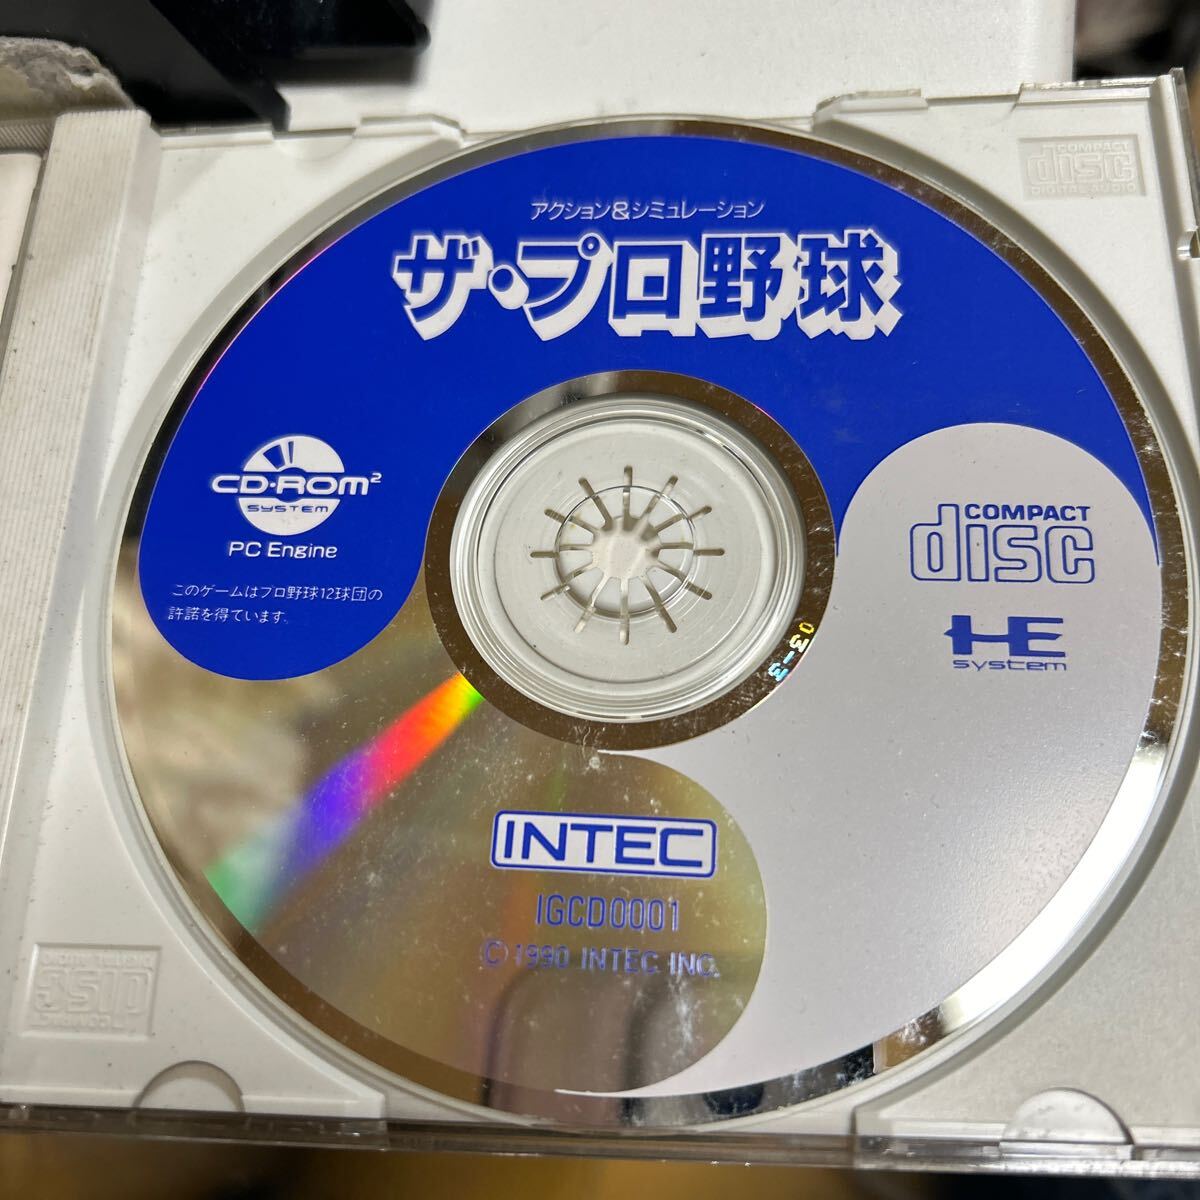 アクション&シミュレーション
ザ・プロ野球
CD-ROM2
SYSTEM
PC Engine
このゲームはプロ野球12球団の
許諾を得ています。
COMPACT
disc
DIGITAL AUDIO
COMPACT
disc
HE
system
INTEC
IGCD0001
© 1990 INTEC INC.